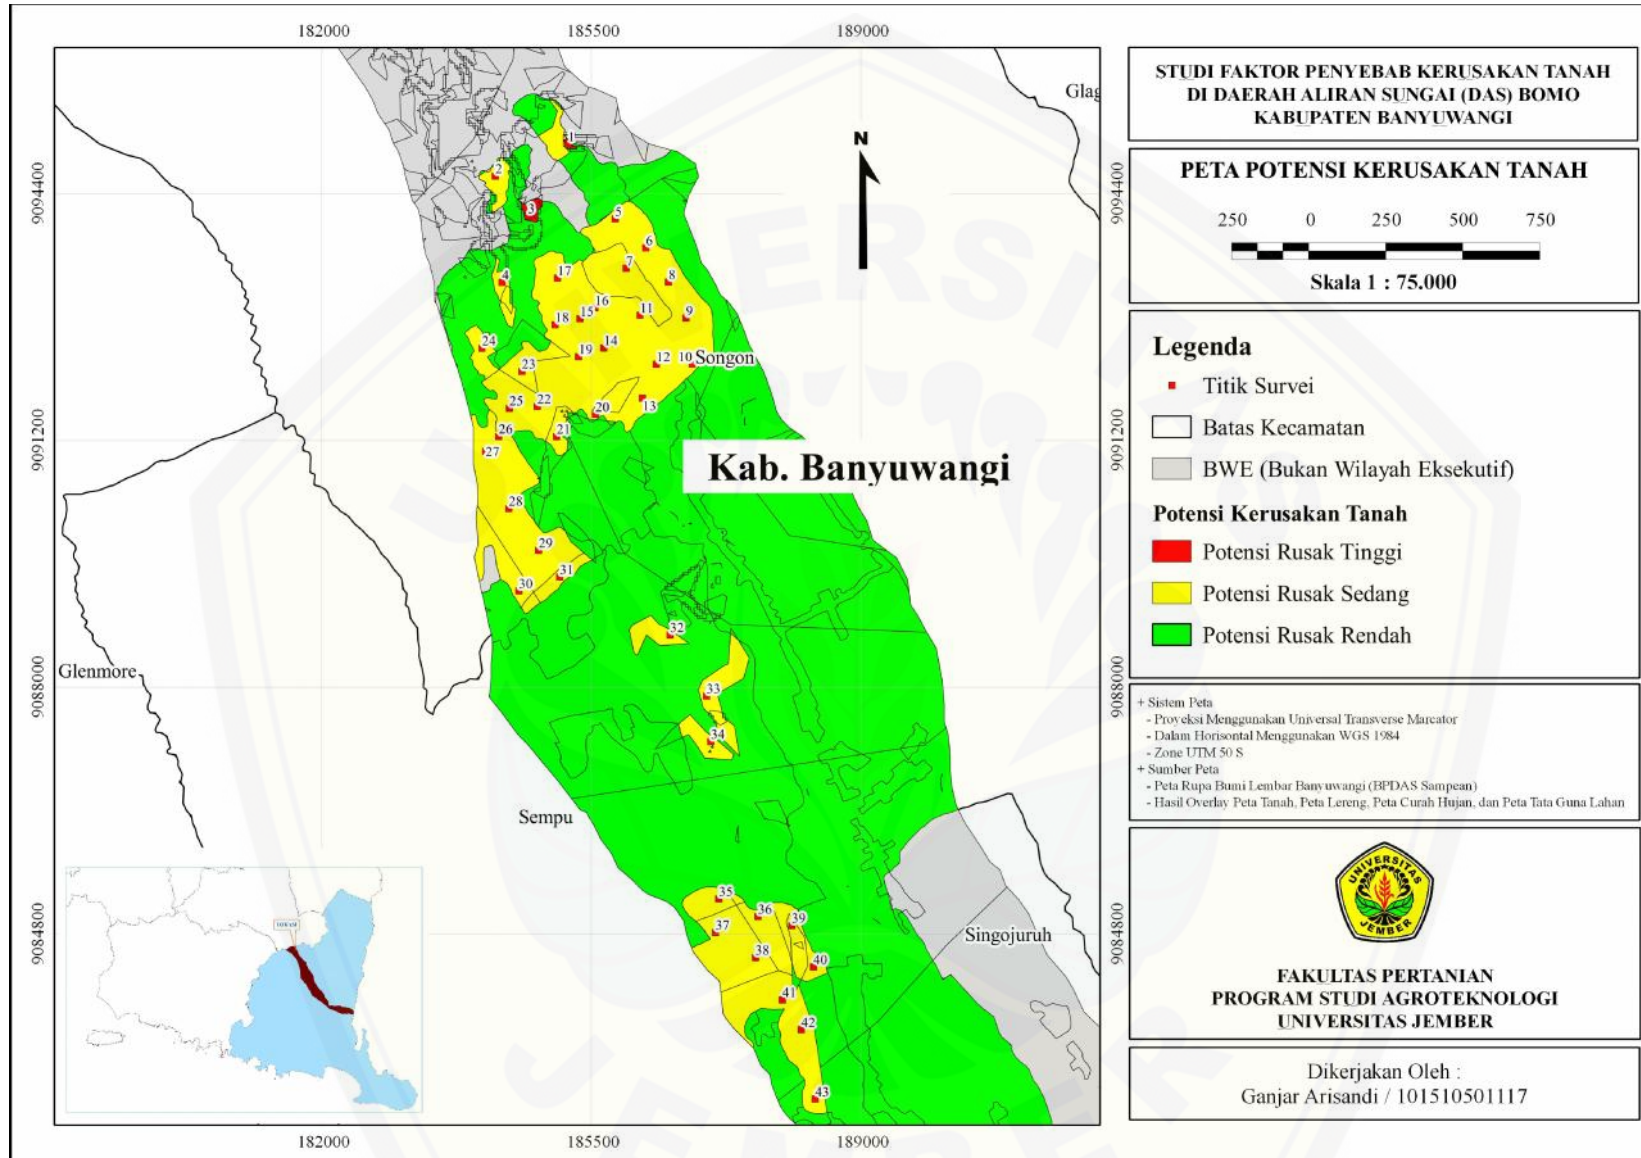 182000 185500 189000
182000 185500 189000
9094400
9091200
9088000
9084800
9094400
9091200
9088000
9084800
Glag
N
1
2
3
4
5
6
7
8
9
10
11
12
13
14
15
16
17
18
19
20
21
22
23
24
25
26
27
28
29
30
31
32
33
34
35
36
37
38
39
40
41
42
43
Songon
Kab. Banyuwangi
Glenmore
Sempu
Singojuruh
STUDI FAKTOR PENYEBAB KERUSAKAN TANAH
DI DAERAH ALIRAN SUNGAI (DAS) BOMO
KABUPATEN BANYUWANGI
PETA POTENSI KERUSAKAN TANAH
250 0 250 500 750
Skala 1 : 75.000
Legenda
Titik Survei
Batas Kecamatan
BWE (Bukan Wilayah Eksekutif)
Potensi Kerusakan Tanah
Potensi Rusak Tinggi
Potensi Rusak Sedang
Potensi Rusak Rendah
+ Sistem Peta
- Proyeksi Menggunakan Universal Transverse Marcator
- Dalam Horisontal Menggunakan WGS 1984
- Zone UTM 50 S
+ Sumber Peta
- Peta Rupa Bumi Lembar Banyuwangi (BPDAS Sampean)
- Hasil Overlay Peta Tanah, Peta Lereng, Peta Curah Hujan, dan Peta Tata Guna Lahan
UNIVERSITAS
JEMBER
FAKULTAS PERTANIAN
PROGRAM STUDI AGROTEKNOLOGI
UNIVERSITAS JEMBER
Dikerjakan Oleh :
Ganjar Arisandi / 101510501117